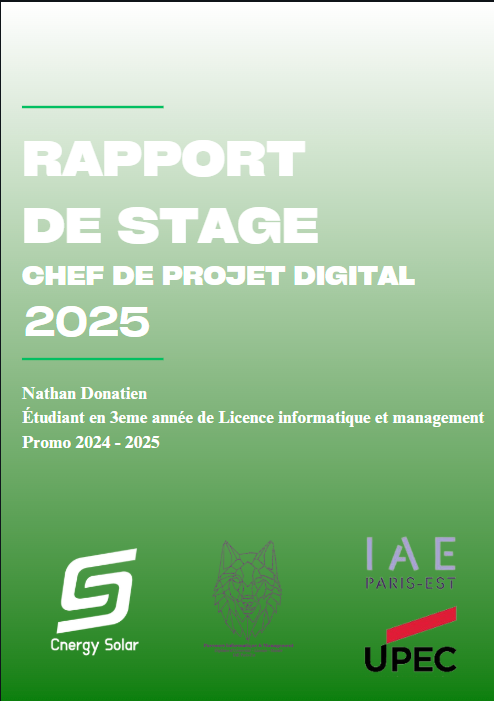 RAPPORT
DE STAGE
CHEF DE PROJET DIGITAL
2025
Nathan Donatien
Étudiant en 3eme année de Licence informatique et management
Promo 2024 - 2025
Cnergy Solar
IAE
PARIS-EST
UPEC